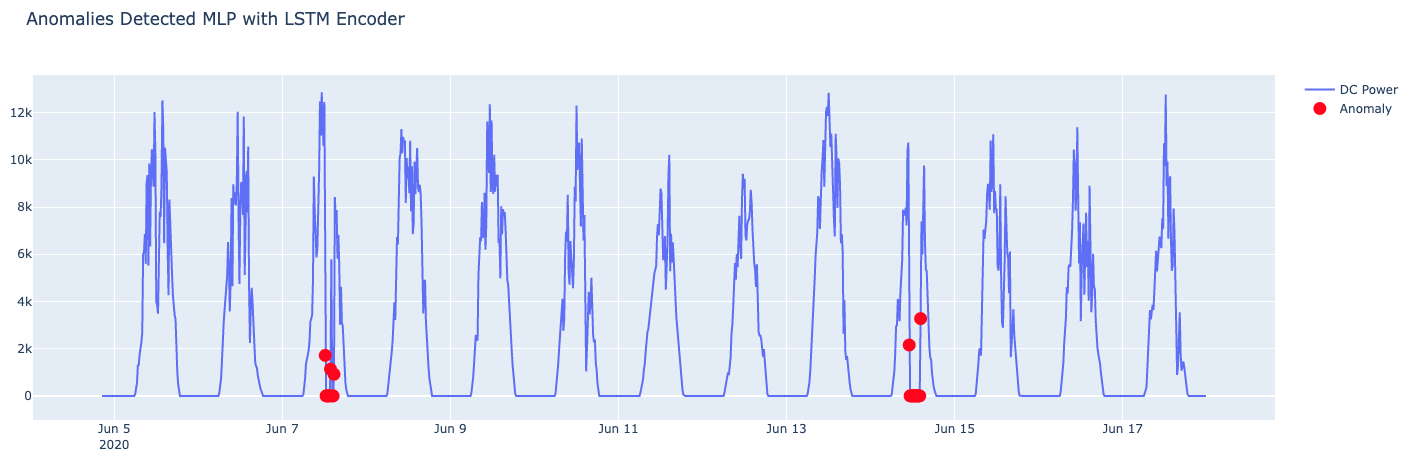 Anomalies Detected MLP with LSTM Encoder
DC Power
Anomaly
12k
10k
8k
6k
4k
2k
0
Jun 5
2020
Jun 7
Jun 9
Jun 11
Jun 13
Jun 15
Jun 17